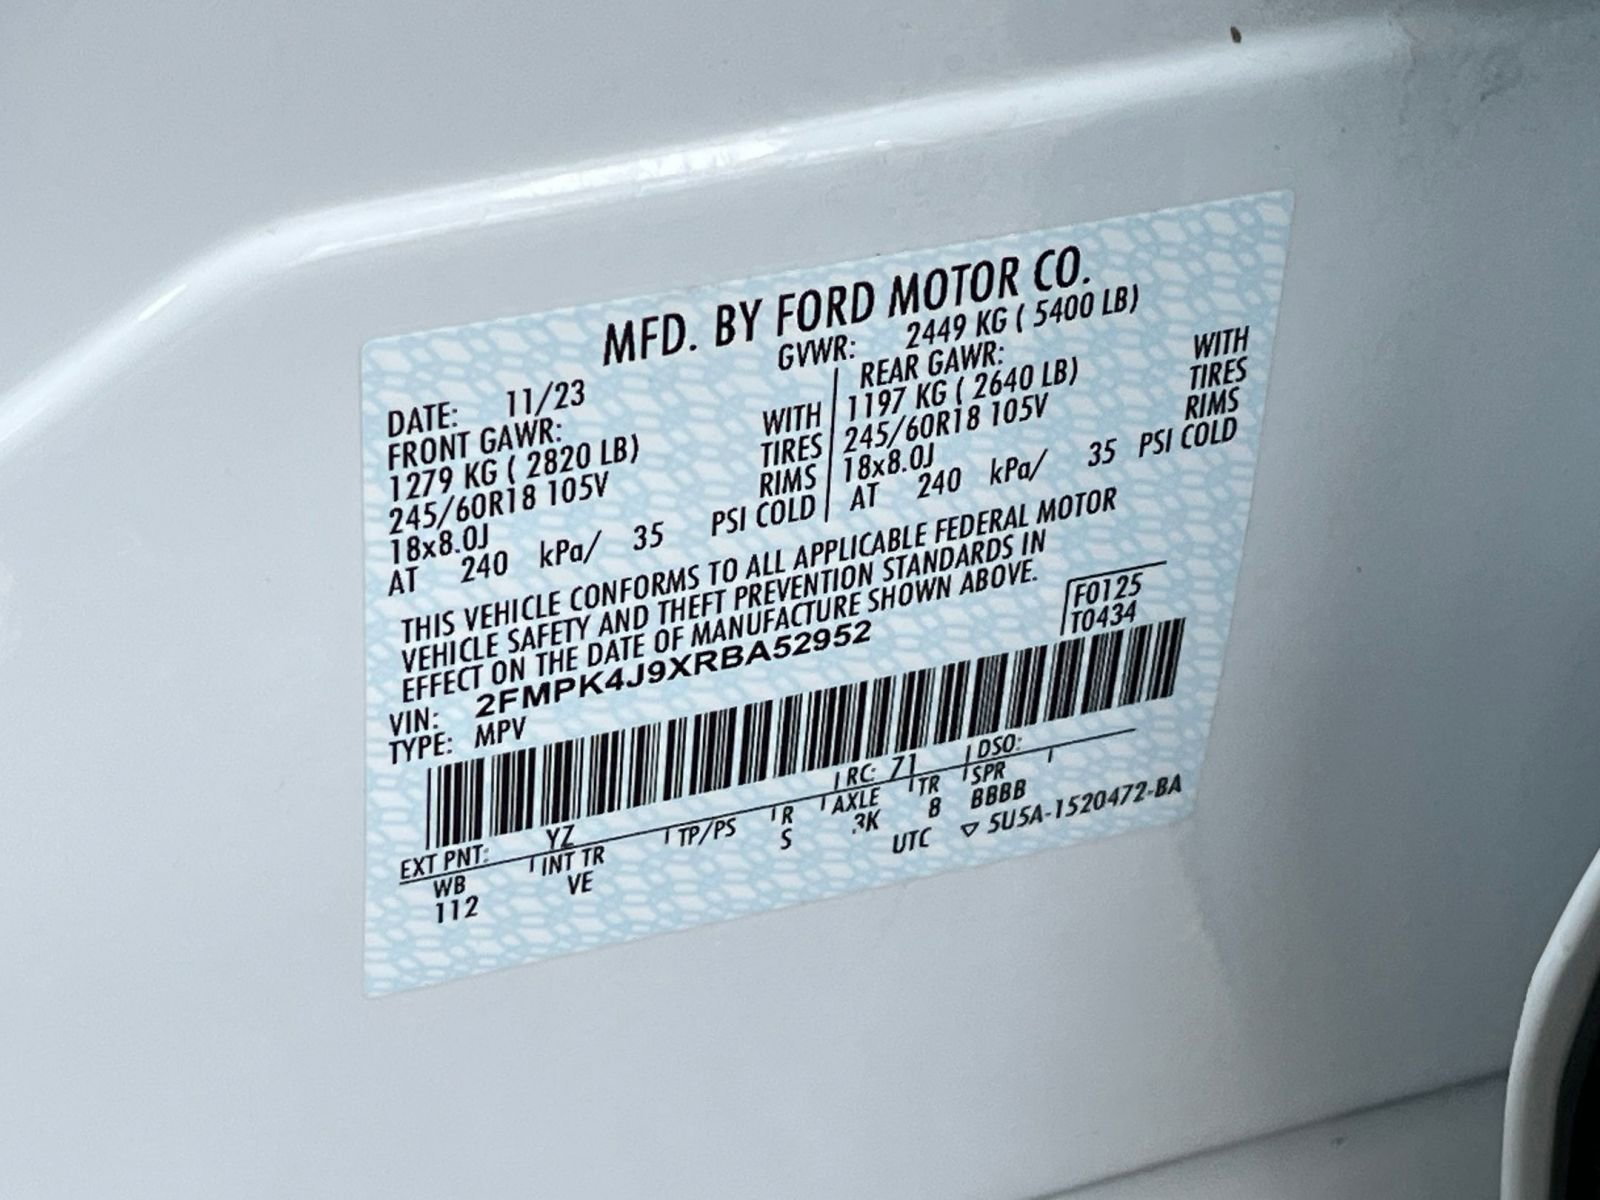 MFD. BY FORD MOTOR CO.
DATE: 11/23 GVWR: 2449 KG ( 5400 LB)
FRONT GAWR: REAR GAWR:
1279 KG ( 2820 LB) WITH 1197 KG ( 2640 LB) WITH
245/60R18 105V TIRES 245/60R18 105V TIRES
18x8.0J RIMS 18x8.0J RIMS
AT 240 kPa/ 35 PSI COLD AT 240 kPa/ 35 PSI COLD
THIS VEHICLE CONFORMS TO ALL APPLICABLE FEDERAL MOTOR
VEHICLE SAFETY AND THEFT PREVENTION STANDARDS IN
EFFECT ON THE DATE OF MANUFACTURE SHOWN ABOVE.
F0125
T0434
VIN: 2FMPK4J9XRBA52952
TYPE: MPV
EXT PNT: YZ RC: 71 DSO:
WB INT TR TP/PS R AXLE TR SPR
112 VE S 3K 8 BBBB
UTC ▽ 5U5A-1520472-BA